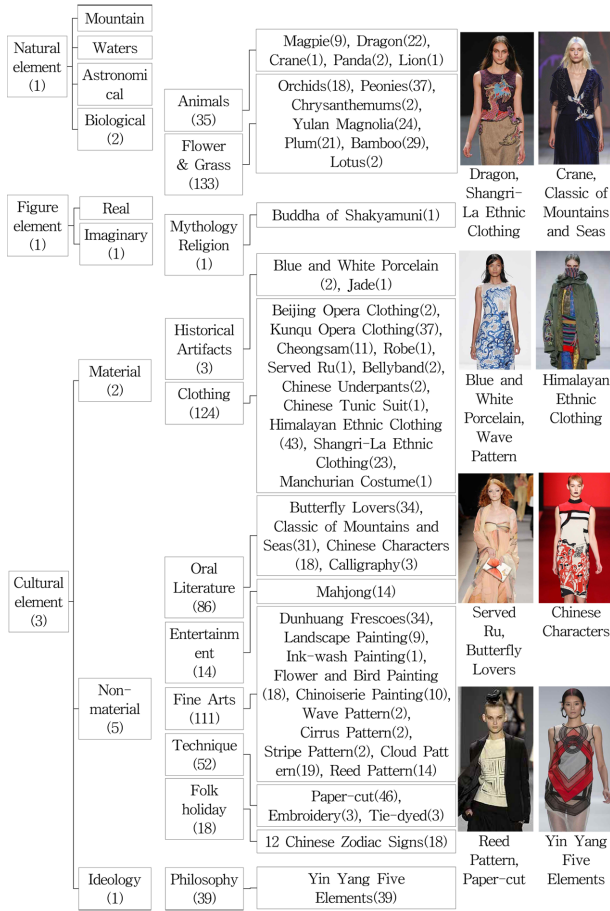 Natural
element
(1)
Mountain
Waters
Astronomi
cal
Biological
(2)
Animals
(35)
Flower
& Grass
(133)
Magpie(9), Dragon(22),
Crane(1), Panda(2), Lion(1)
Orchids(18), Peonies(37),
Chrysanthemums(2),
Yulan Magnolia(24),
Plum(21), Bamboo(29),
Lotus(2)
Dragon,
Shangri-
La Ethnic
Clothing
Crane,
Classic of
Mountains
and Seas
Figure
element
(1)
Real
Imaginary
(1)
Mythology
Religion
(1)
Buddha of Shakyamuni(1)
Cultural
element
(3)
Material
(2)
Historical
Artifacts
(3)
Clothing
(124)
Blue and White Porcelain
(2), Jade(1)
Beijing Opera Clothing(2),
Kunqu Opera Clothing(37),
Cheongsam(11), Robe(1),
Served Ru(1), Bellyband(2),
Chinese Underpants(2),
Chinese Tunic Suit(1),
Himalayan Ethnic Clothing
(43), Shangri-La Ethnic
Clothing(23),
Manchurian Costume(1)
Blue and
White
Porcelain,
Wave
Pattern
Himalayan
Ethnic
Clothing
Non-
material
(5)
Oral
Literature
(86)
Entertainm
ent
(14)
Fine Arts
(111)
Technique
(52)
Folk
holiday
(18)
Butterfly Lovers(34),
Classic of Mountains and
Seas(31), Chinese Characters
(18), Calligraphy(3)
Mahjong(14)
Dunhuang Frescoes(34),
Landscape Painting(9),
Ink-wash Painting(1),
Flower and Bird Painting
(18), Chinoiserie Painting(10),
Wave Pattern(2),
Cirrus Pattern(2),
Stripe Pattern(2), Cloud Patt
ern(19), Reed Pattern(14)
Paper-cut(46),
Embroidery(3), Tie-dyed(3)
12 Chinese Zodiac Signs(18)
Served
Ru,
Butterfly
Lovers
Chinese
Characters
Reed
Pattern,
Paper-cut
Yin Yang
Five
Elements
Ideology
(1)
Philosophy
(39)
Yin Yang Five
Elements(39)